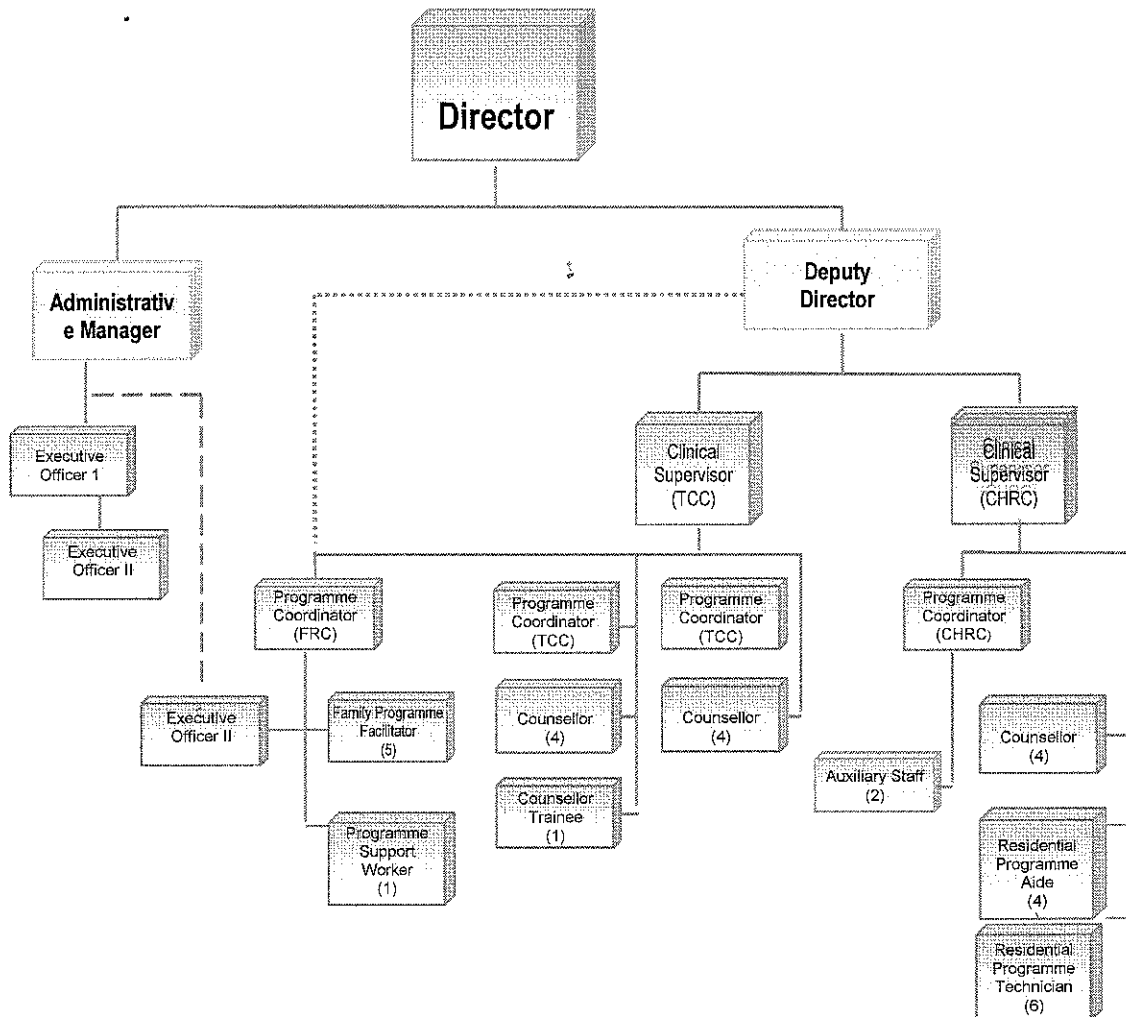 Director
Administrativ
e Manager
Deputy
Director
Executive
Officer 1
Executive
Officer II
Clinical
Supervisor
(TCC)
Clinical
Supervisor
(CHRC)
Programme
Coordinator
(FRC)
Programme
Coordinator
(TCC)
Programme
Coordinator
(TCC)
Programme
Coordinator
(CHRC)
Executive
Officer II
Family Programme
Facilitator
(5)
Counsellor
(4)
Counsellor
(4)
Counsellor
(4)
Auxiliary Staff
(2)
Programme
Support
Worker
(1)
Counsellor
Trainee
(1)
Residential
Programme
Aide
(4)
Residential
Programme
Technician
(6)